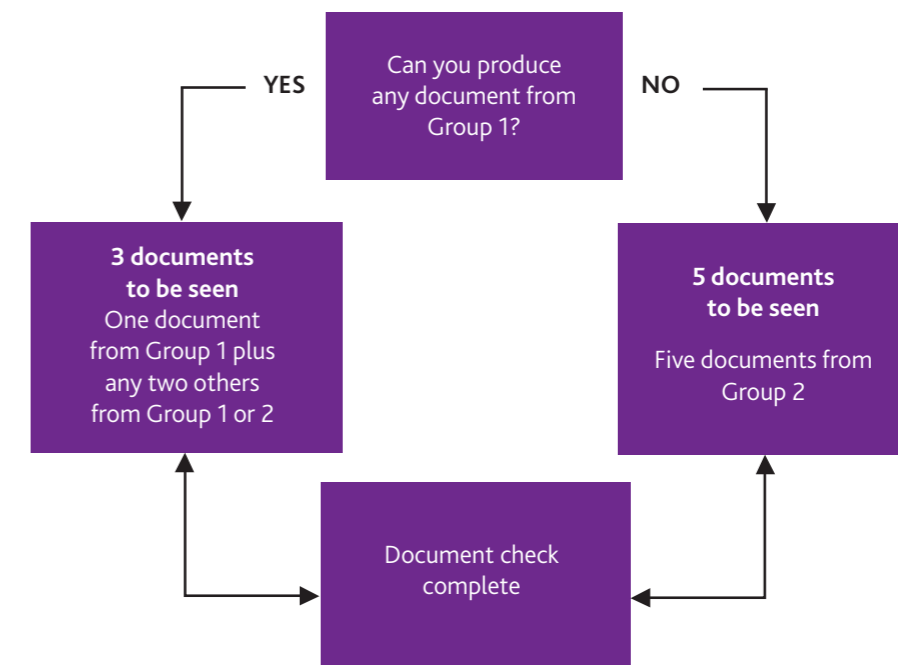 Can you produce
any document from
Group 1?
YES
NO
3 documents
to be seen
One document
from Group 1 plus
any two others
from Group 1 or 2
5 documents
to be seen
Five documents from
Group 2
Document check
complete